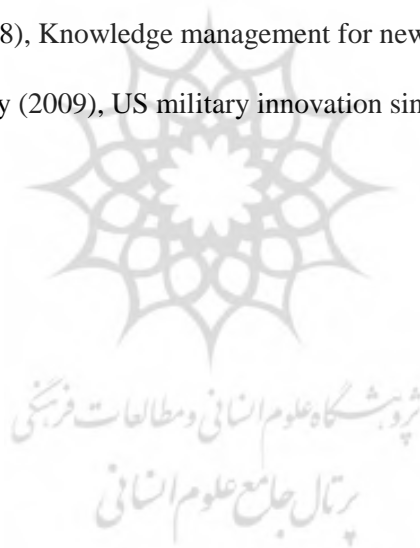 8), Knowledge management for new
y (2009), US military innovation sin
پژوهشگاه علوم انسانی و مطالعات فرهنگی
پرتال جامع علوم انسانی